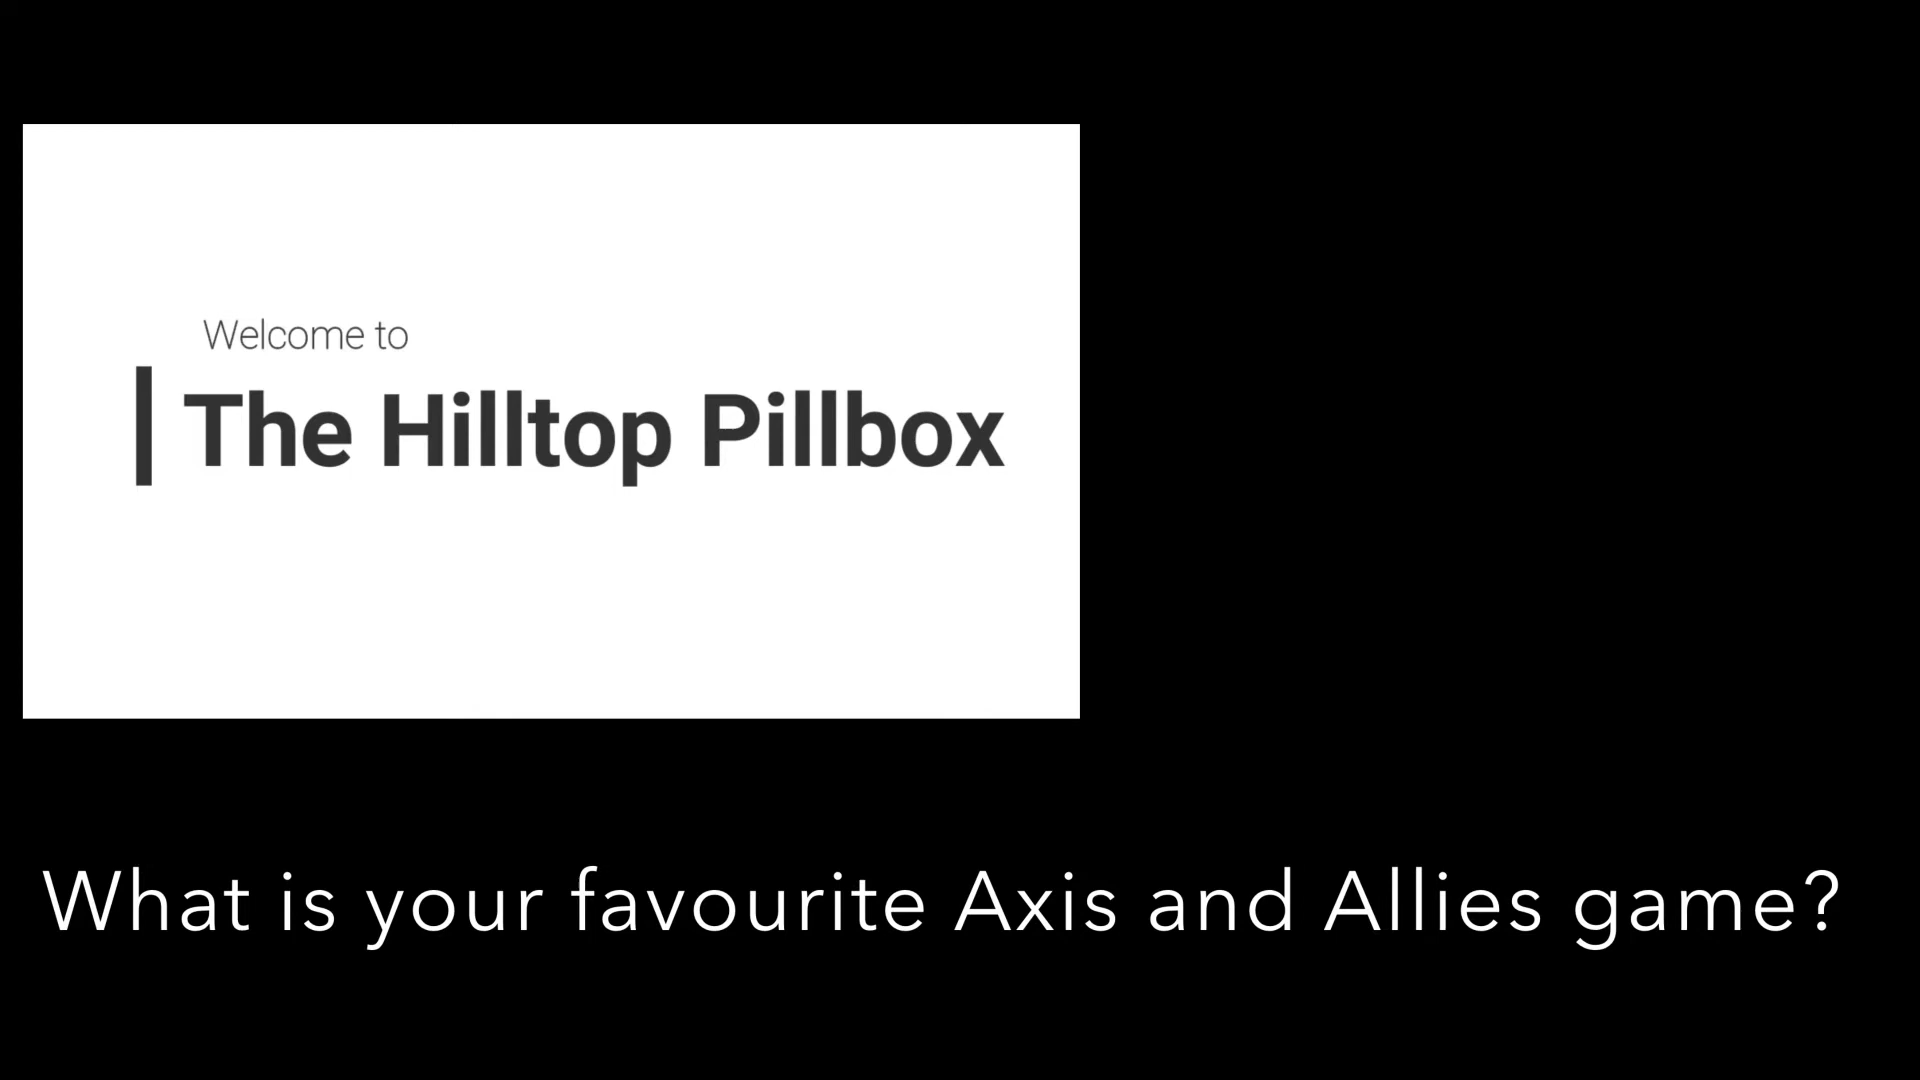 Welcome to
The Hilltop Pillbox
What is your favourite Axis and Allies game?